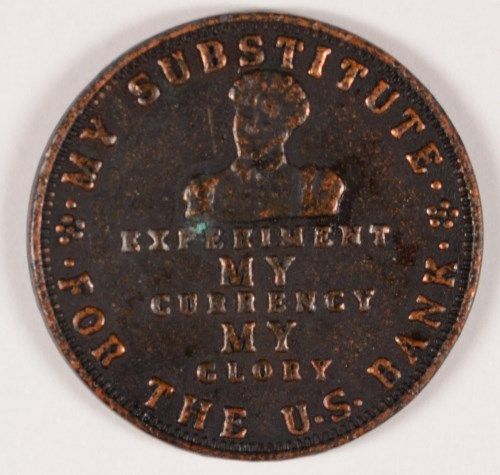 MY SUBSTITUTE
FOR THE U.S. BANK
EXPERIMENT
MY
CURRENCY
MY
GLORY